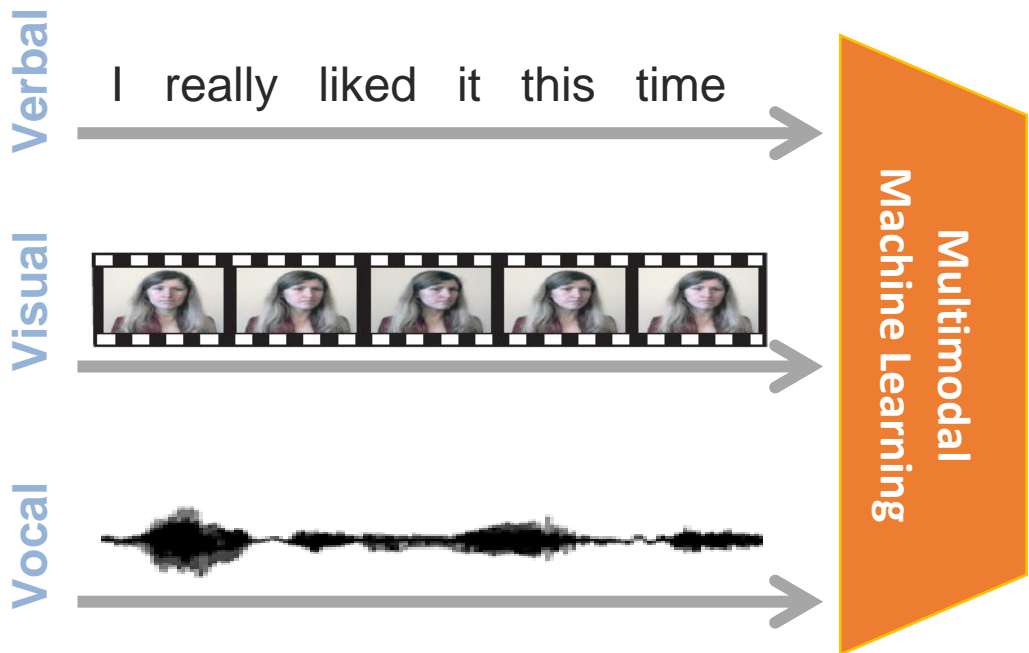 Verbal
I really liked it this time
Visual
Vocal
Multimodal
Machine Learning